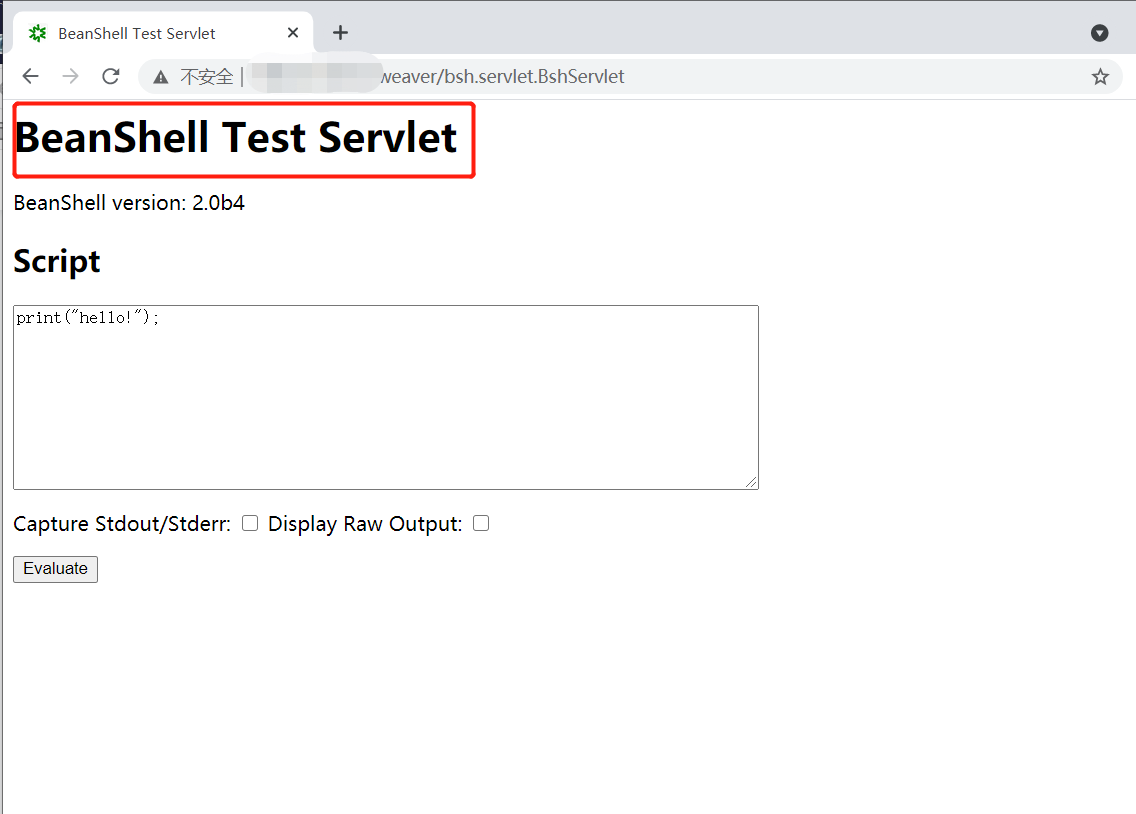 BeanShell Test Servlet
不安全 | weaver/bsh.servlet.BshServlet
BeanShell Test Servlet
BeanShell version: 2.0b4
Script
print("hello!");
Capture Stdout/Stderr: Display Raw Output:
Evaluate